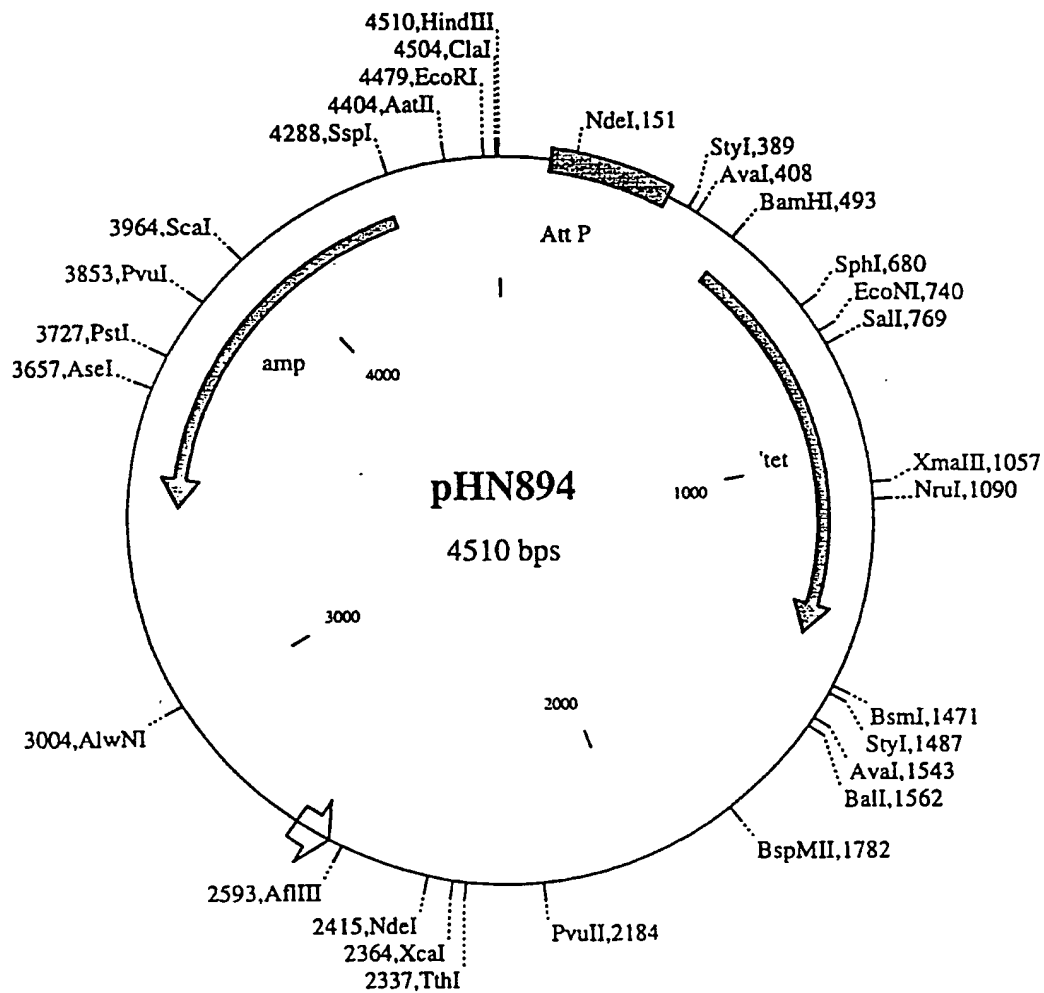 4510,HindIII
4504,ClaI
4479,EcoRI
4404,AatII
4288,SspI
NdeI,151
StyI,389
AvaI,408
BamHI,493
3964,ScaI
3853,PvuI
3727,PstI
3657,AseI
Att P
SphI,680
EcoNI,740
SalI,769
amp
4000
'tet
1000
XmaIII,1057
NruI,1090
pHN894
4510 bps
3000
2000
BsmI,1471
StyI,1487
AvaI,1543
BalI,1562
3004,AlwNI
BspMII,1782
2593,AflIII
2415,NdeI
2364,XcaI
2337,TthI
PvuII,2184